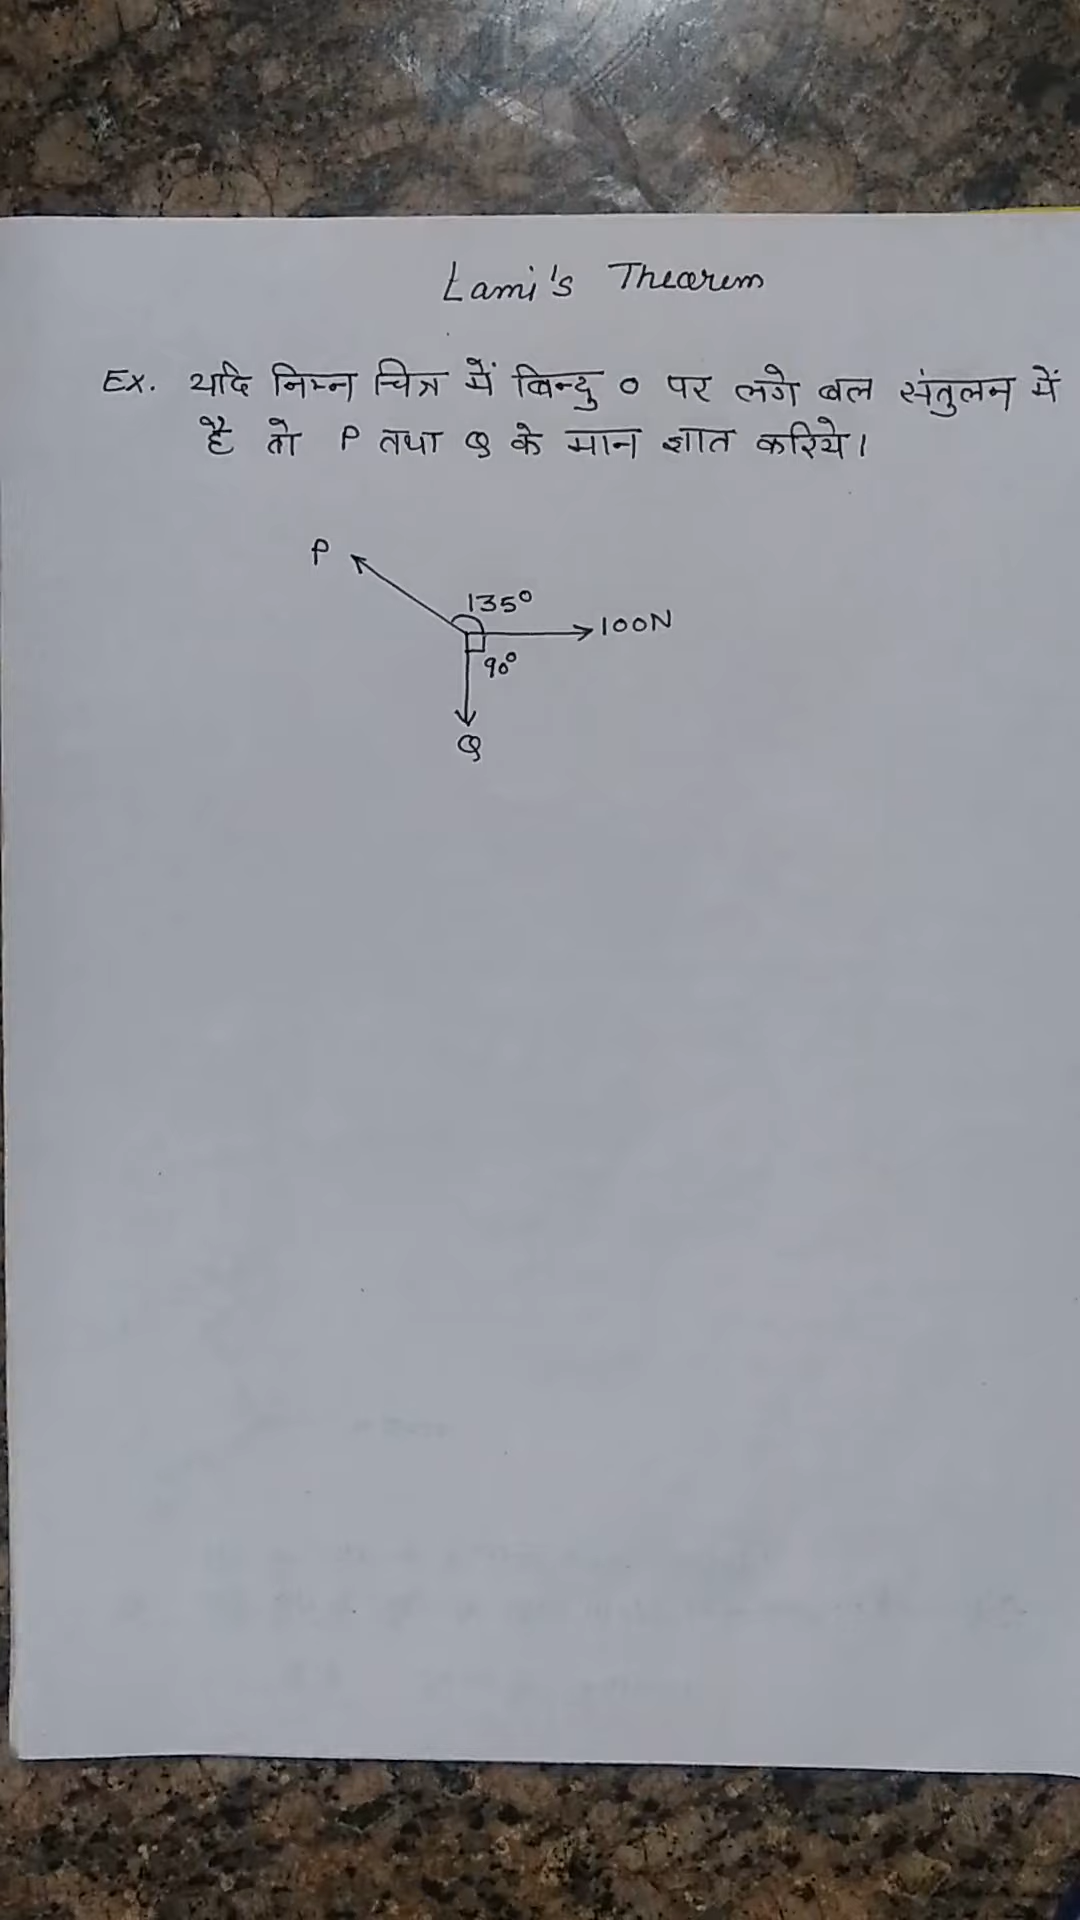 Lami's Thearem
Ex. यदि निम्न चित्र में बिन्दु O पर लगे बल संतुलन में
है तो P तथा Q के मान ज्ञात करिये।
P
135°
100N
90°
Q